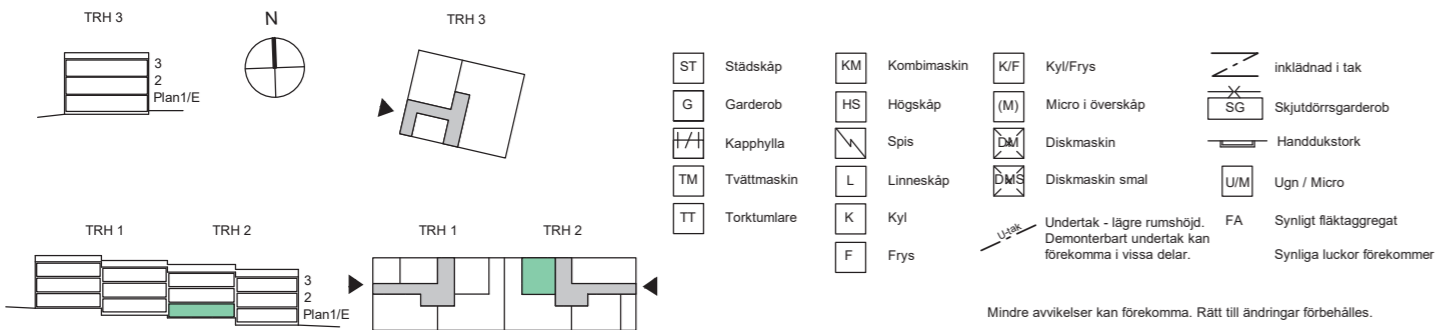 TRH 3
N
TRH 3
3
2
Plan1/E
TRH 1
TRH 2
TRH 1
TRH 2
3
2
Plan1/E
ST Städskåp
G Garderob
Kapphylla
TM Tvättmaskin
TT Torktumlare
KM Kombimaskin
HS Högskåp
Spis
L Linneskåp
K Kyl
F Frys
K/F Kyl/Frys
(M) Micro i överskåp
DM Diskmaskin
DMS Diskmaskin smal
U-tak Undertak - lägre rumshöjd.
Demonterbart undertak kan
förekomma i vissa delar.
inklädnad i tak
SG Skjutdörrsgarderob
Handdukstork
U/M Ugn / Micro
FA Synligt fläktaggregat
Synliga luckor förekommer
Mindre avvikelser kan förekomma. Rätt till ändringar förbehålles.